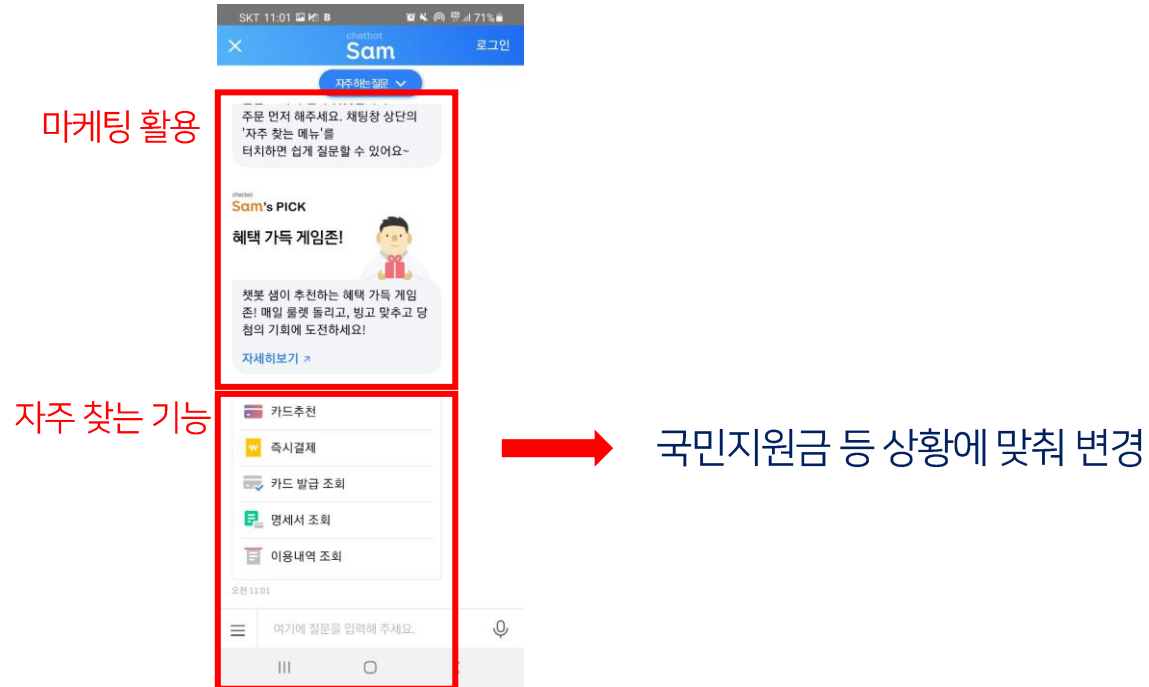 SKT 11:01
71%
chatbot
Sam
로그인
자주하는질문
마케팅 활용
주문 먼저 해주세요. 채팅창 상단의
'자주 찾는 메뉴'를
터치하면 쉽게 질문할 수 있어요~
chatbot
Sam's PICK
혜택 가득 게임존!
챗봇 샘이 추천하는 혜택 가득 게임
존! 매일 룰렛 돌리고, 빙고 맞추고 당
첨의 기회에 도전하세요!
자세히보기
자주 찾는 기능
카드추천
즉시결제
카드 발급 조회
명세서 조회
이용내역 조회
오전 11:01
여기에 질문을 입력해 주세요.
국민지원금 등 상황에 맞춰 변경